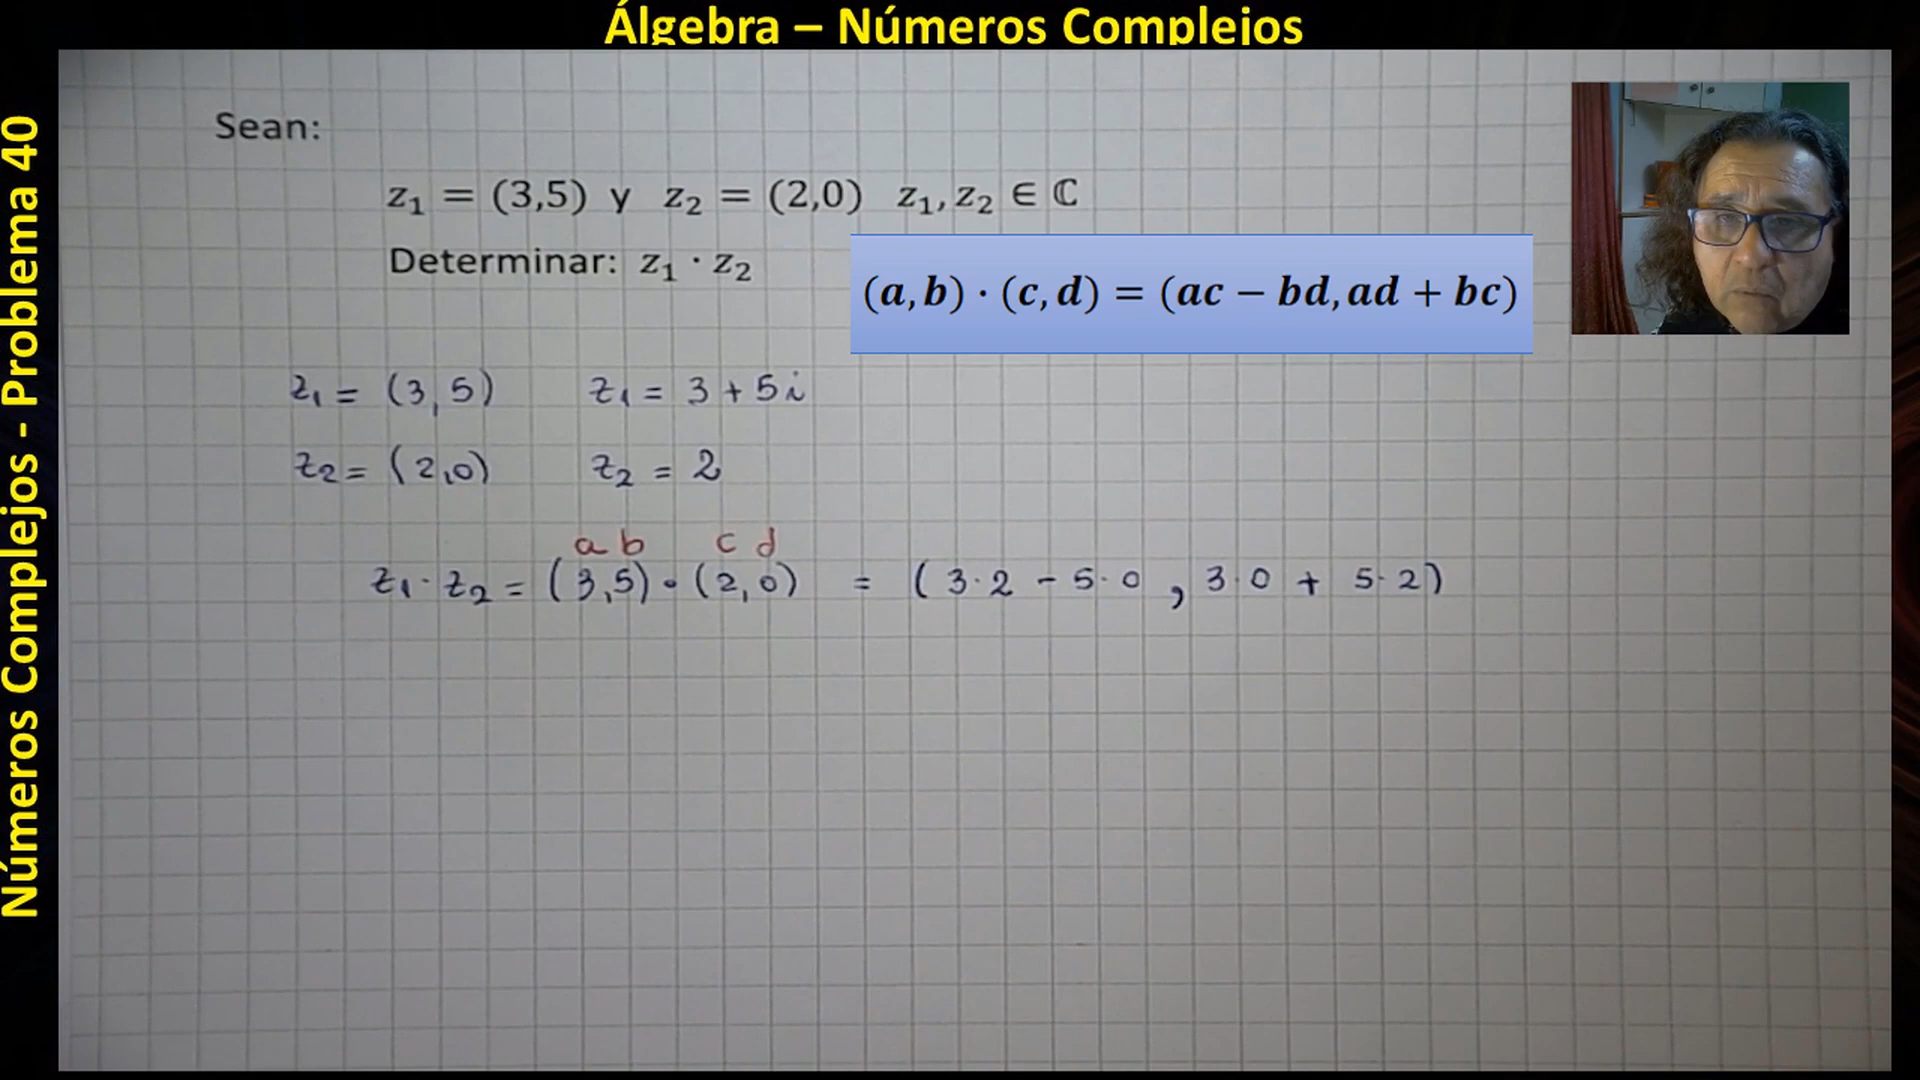 Álgebra – Números Complejos
Números Complejos - Problema 40
Sean:
z₁ = (3,5) y z₂ = (2,0) z₁, z₂ ∈ ℂ
Determinar: z₁ · z₂
(a, b) · (c, d) = (ac − bd, ad + bc)
z₁ = (3, 5) z₁ = 3 + 5i
z₂ = (2,0) z₂ = 2
a b c d
z₁ · z₂ = (3,5) · (2,0) = (3·2 - 5·0 , 3·0 + 5·2)